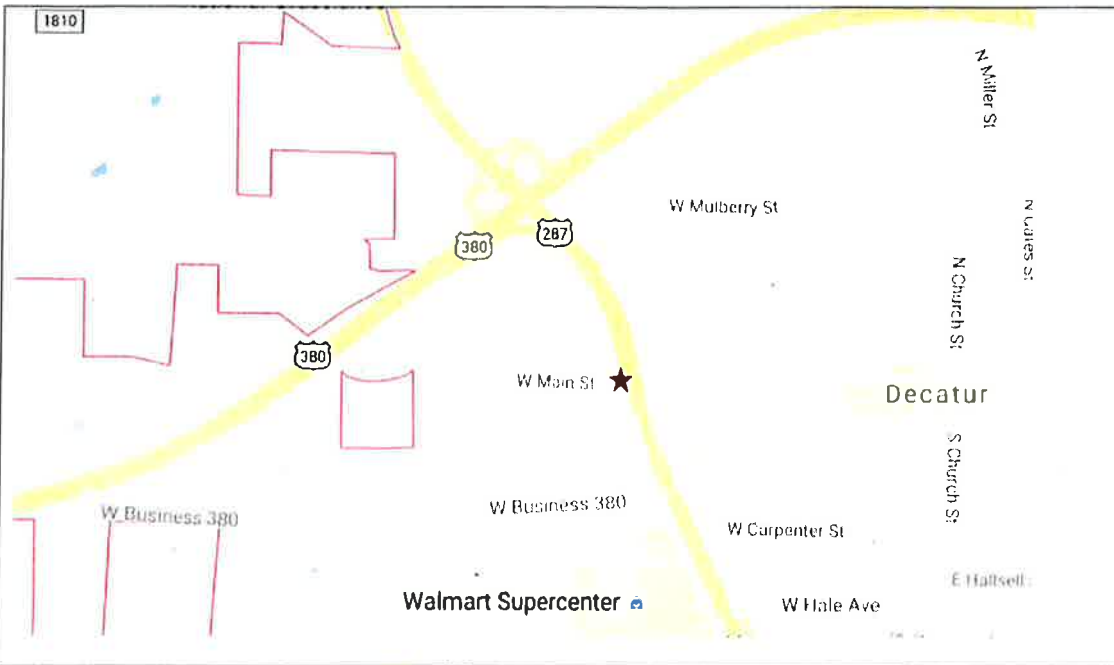 1810
N Miller St
W Mulberry St
N Cates St
380
287
N Church St
380
W Main St
Decatur
S Church St
W Business 380
W Business 380
W Carpenter St
E Hallsell
Walmart Supercenter
W Hale Ave